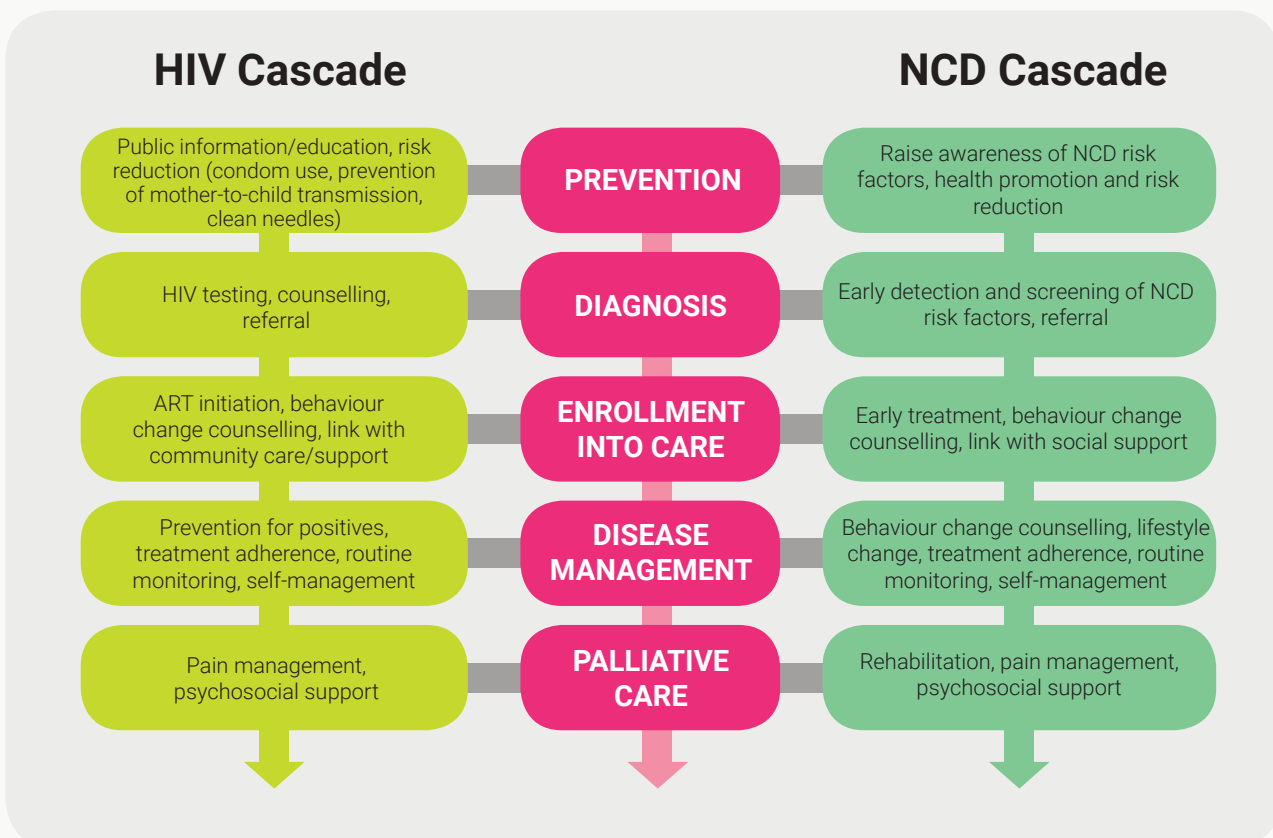 HIV Cascade
NCD Cascade
Public information/education, risk
reduction (condom use, prevention
of mother-to-child transmission,
clean needles)
PREVENTION
Raise awareness of NCD risk
factors, health promotion and risk
reduction
HIV testing, counselling,
referral
DIAGNOSIS
Early detection and screening of NCD
risk factors, referral
ART initiation, behaviour
change counselling, link with
community care/support
ENROLLMENT
INTO CARE
Early treatment, behaviour change
counselling, link with social support
Prevention for positives,
treatment adherence, routine
monitoring, self-management
DISEASE
MANAGEMENT
Behaviour change counselling, lifestyle
change, treatment adherence, routine
monitoring, self-management
Pain management,
psychosocial support
PALLIATIVE
CARE
Rehabilitation, pain management,
psychosocial support